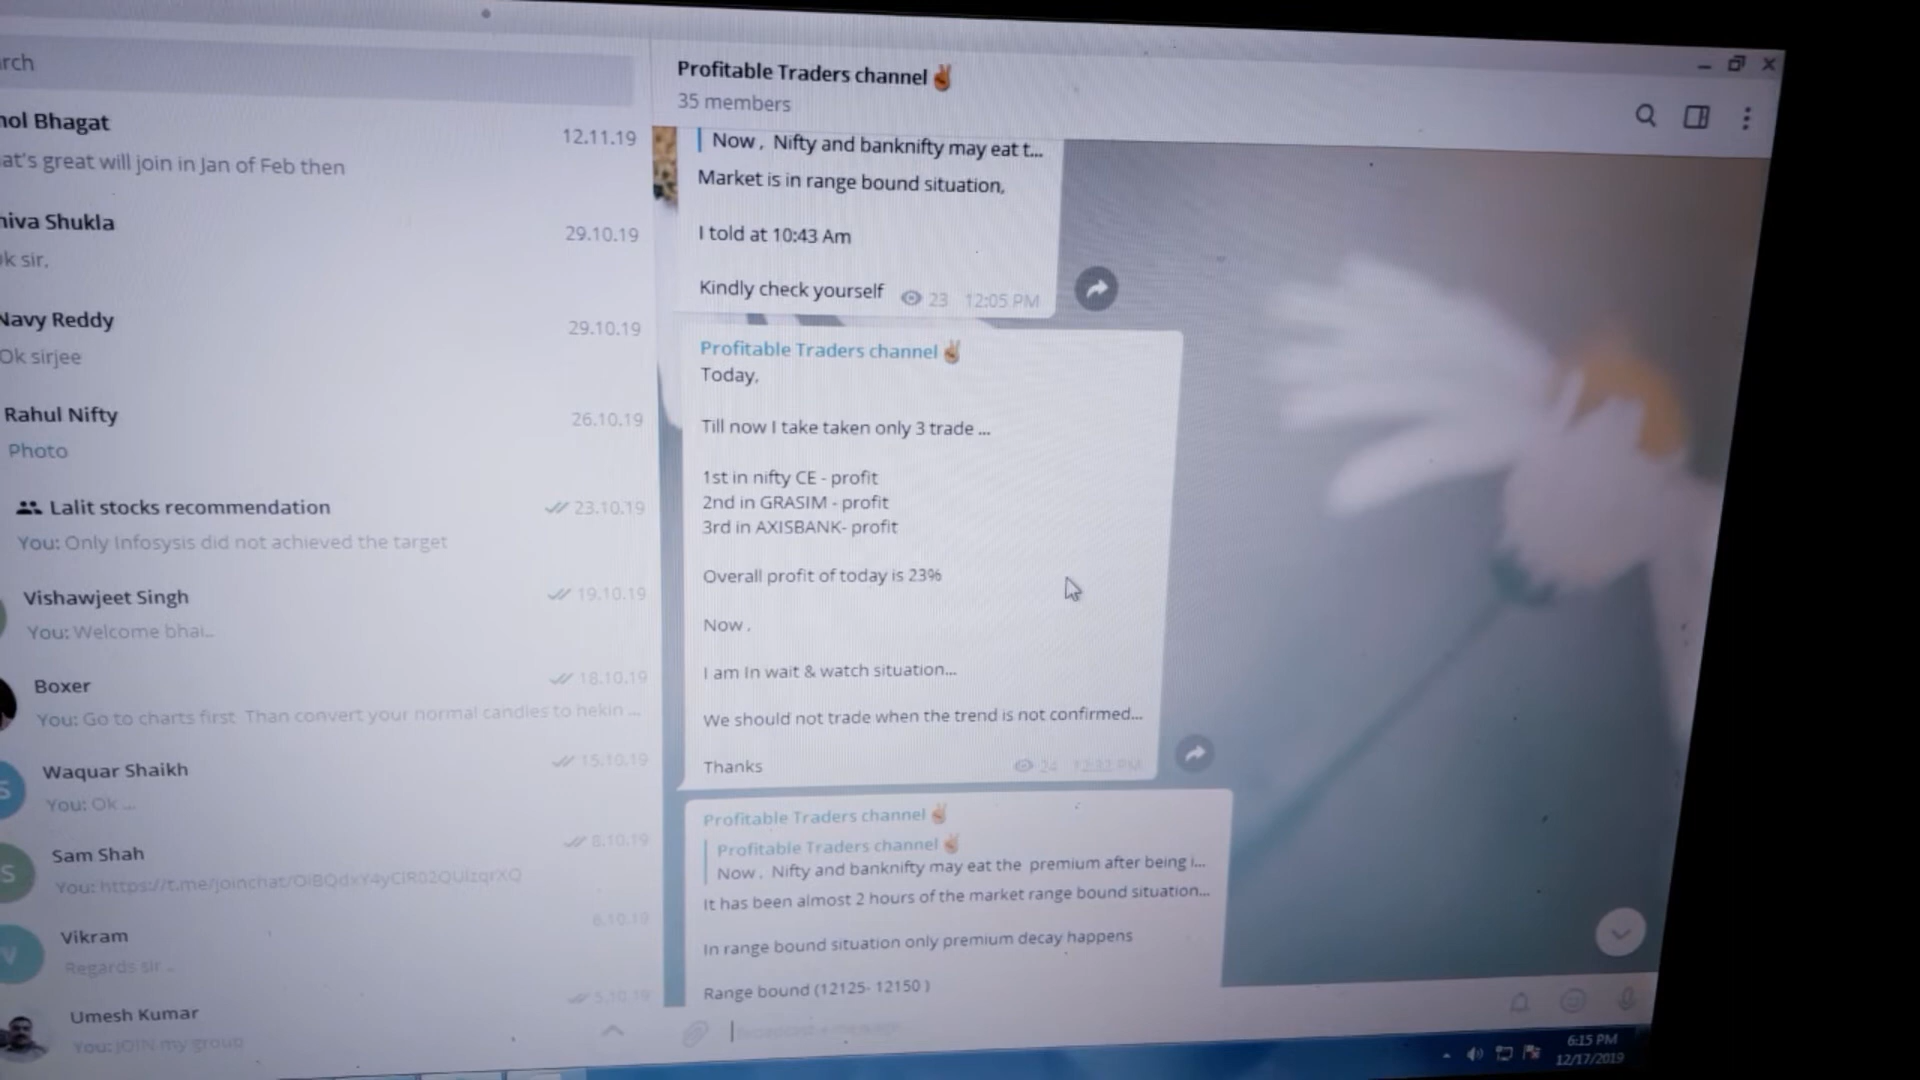 rch
nol Bhagat
12.11.19
at's great will join in Jan of Feb then
niva Shukla
29.10.19
k sir,
Navy Reddy
29.10.19
Ok sirjee
Rahul Nifty
26.10.19
Photo
Lalit stocks recommendation
23.10.19
You: Only Infosysis did not achieved the target
Vishawjeet Singh
19.10.19
You: Welcome bhai...
Boxer
18.10.19
You: Go to charts first Than convert your normal candles to hekin ...
Waquar Shaikh
15.10.19
You: Ok ...
Sam Shah
8.10.19
You: https://t.me/joinchat/
Vikram
6.10.19
Regards sir ..
Umesh Kumar
5.10.19
You: JOIN my group
Profitable Traders channel ✌🏽
35 members
Now , Nifty and banknifty may eat t...
Market is in range bound situation,
I told at 10:43 Am
Kindly check yourself
23 12:05 PM
Profitable Traders channel ✌🏽
Today,
Till now I take taken only 3 trade ...
1st in nifty CE - profit
2nd in GRASIM - profit
3rd in AXISBANK- profit
Overall profit of today is 23%
Now ,
I am In wait & watch situation...
We should not trade when the trend is not confirmed...
Thanks
24
Profitable Traders channel ✌🏽
Profitable Traders channel ✌🏽
Now , Nifty and banknifty may eat the premium after being i...
It has been almost 2 hours of the market range bound situation...
In range bound situation only premium decay happens
Range bound (12125- 12150 )
Broadcast a message...
6:15 PM
12/17/2019